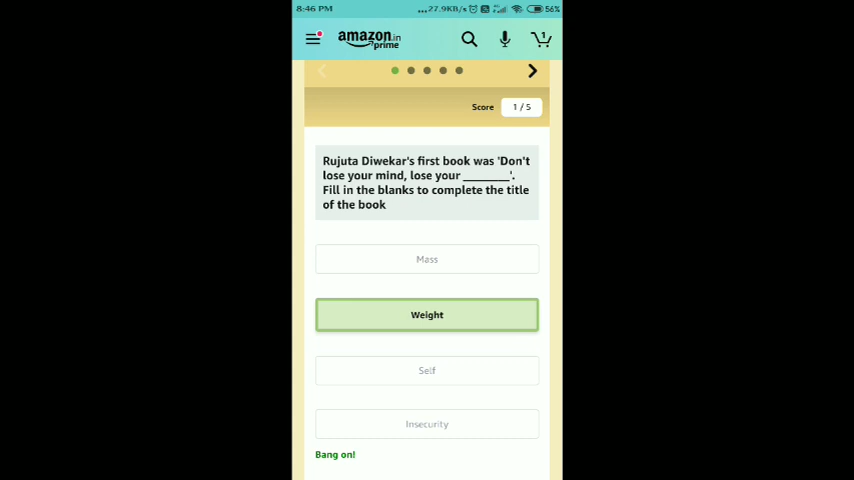 8:46 PM
...27.9KB/s
56%
amazon.in
prime
1
Score
1 / 5
Rujuta Diwekar's first book was 'Don't
lose your mind, lose your ________'.
Fill in the blanks to complete the title
of the book
Mass
Weight
Self
Insecurity
Bang on!